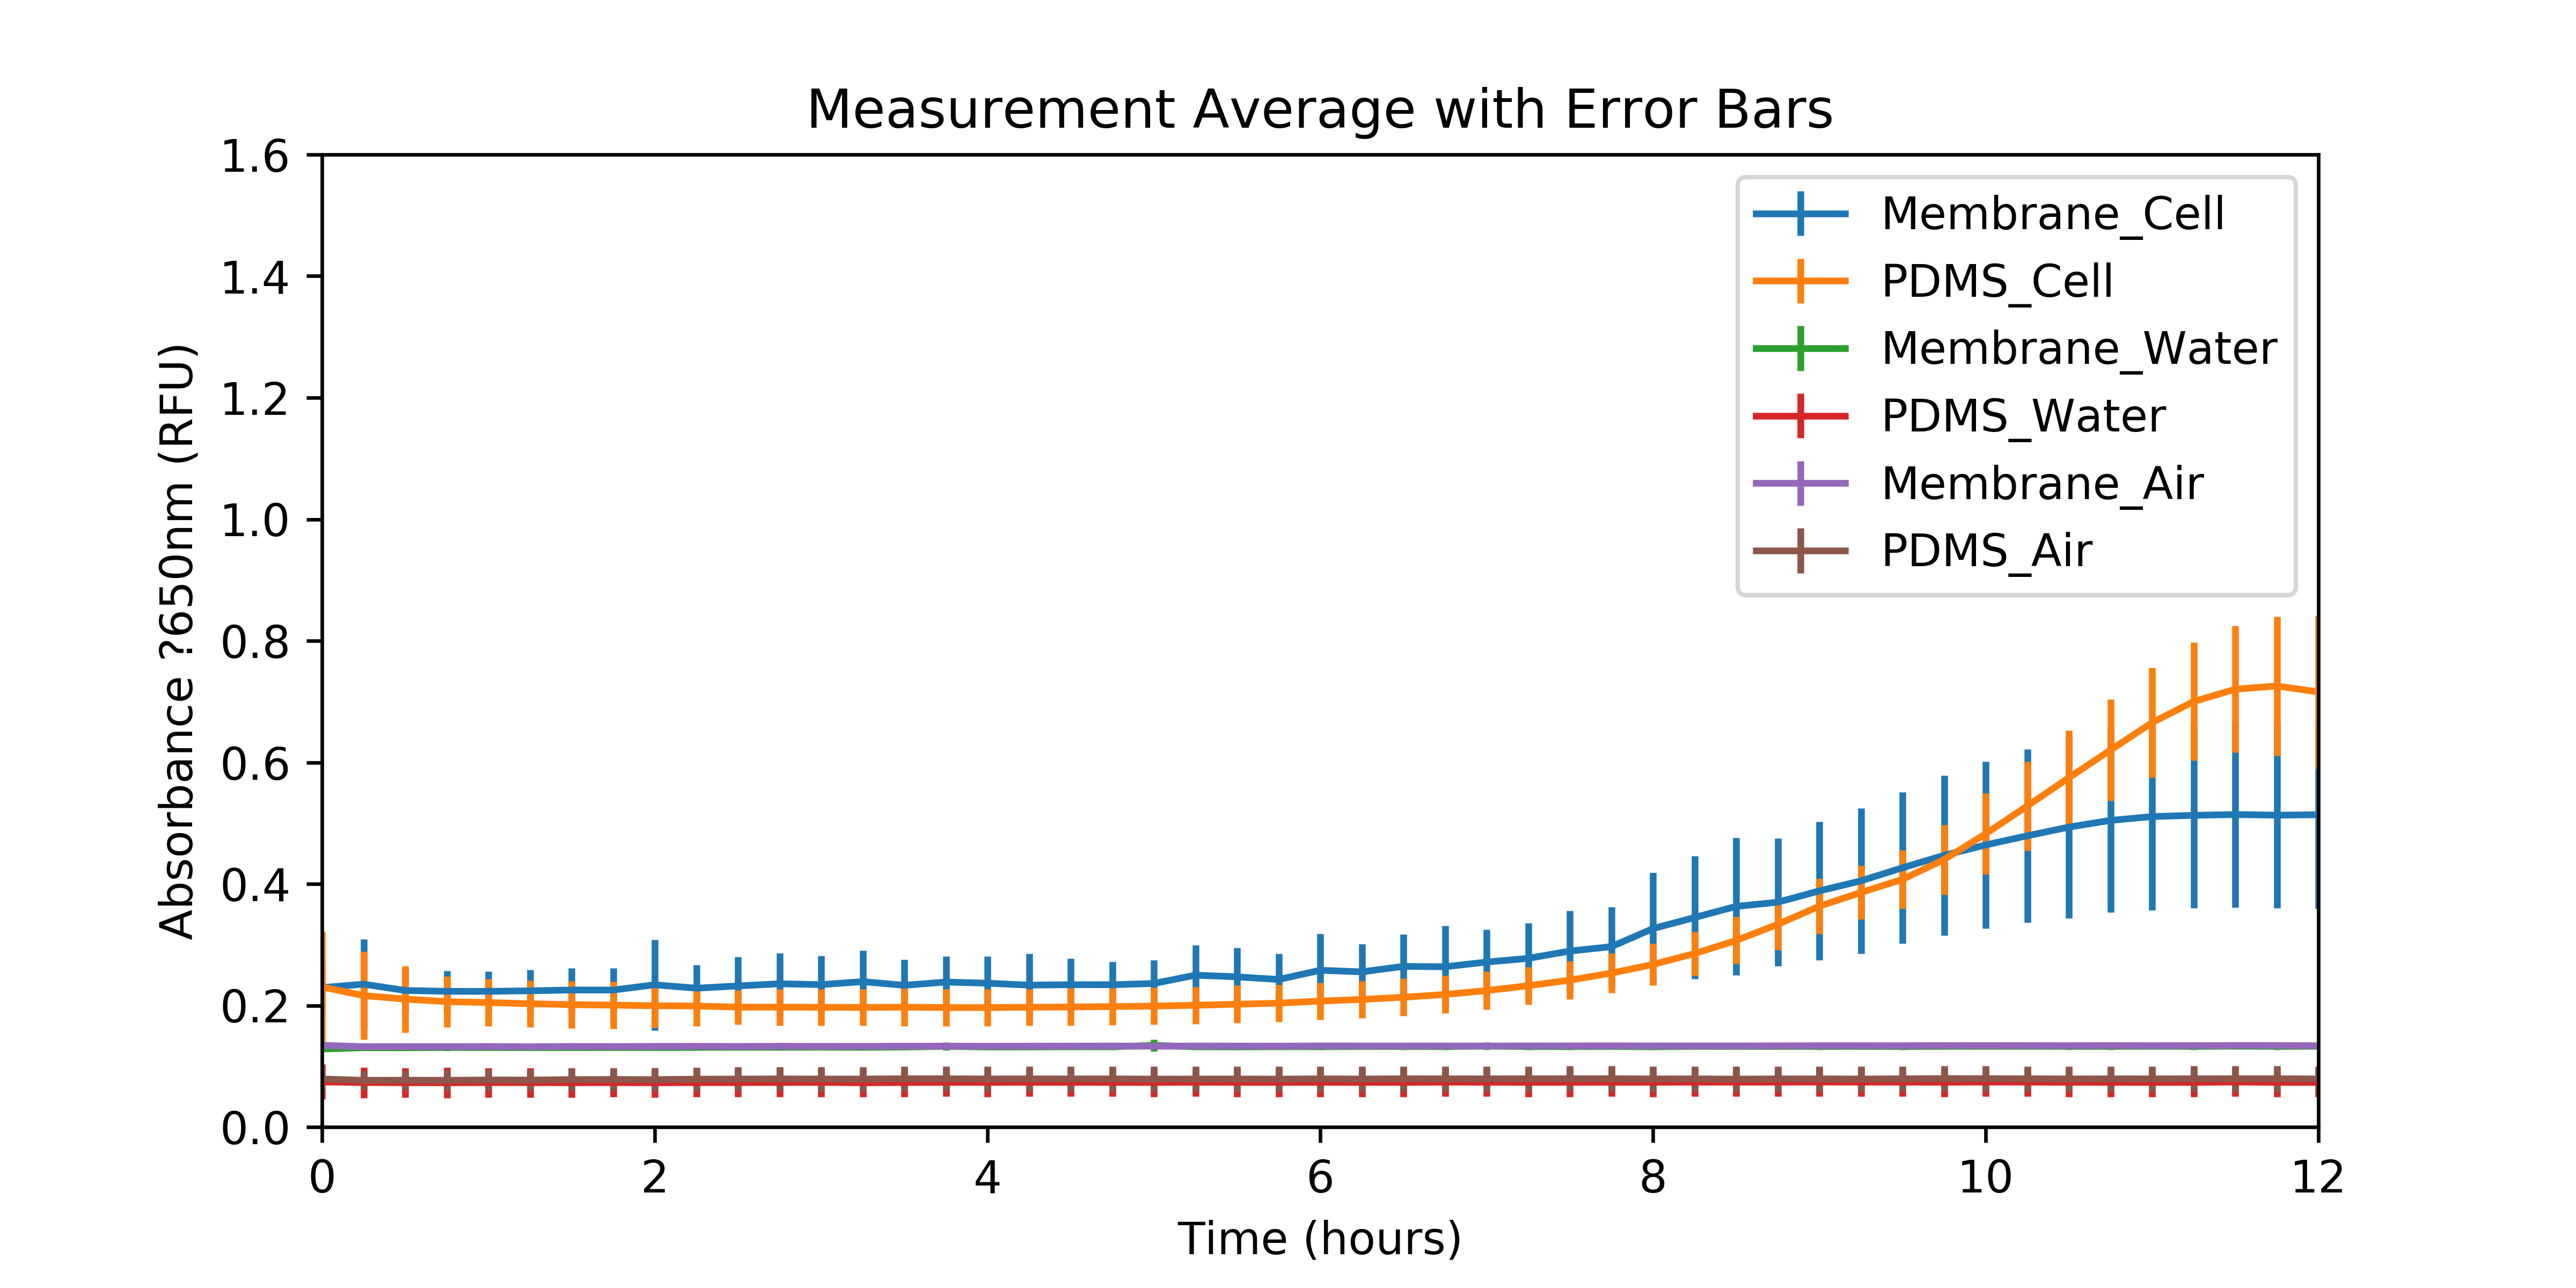 Measurement Average with Error Bars
1.6
1.4
1.2
1.0
0.8
0.6
0.4
0.2
0.0
Absorbance ?650nm (RFU)
Membrane_Cell
PDMS_Cell
Membrane_Water
PDMS_Water
Membrane_Air
PDMS_Air
0 2 4 6 8 10 12
Time (hours)